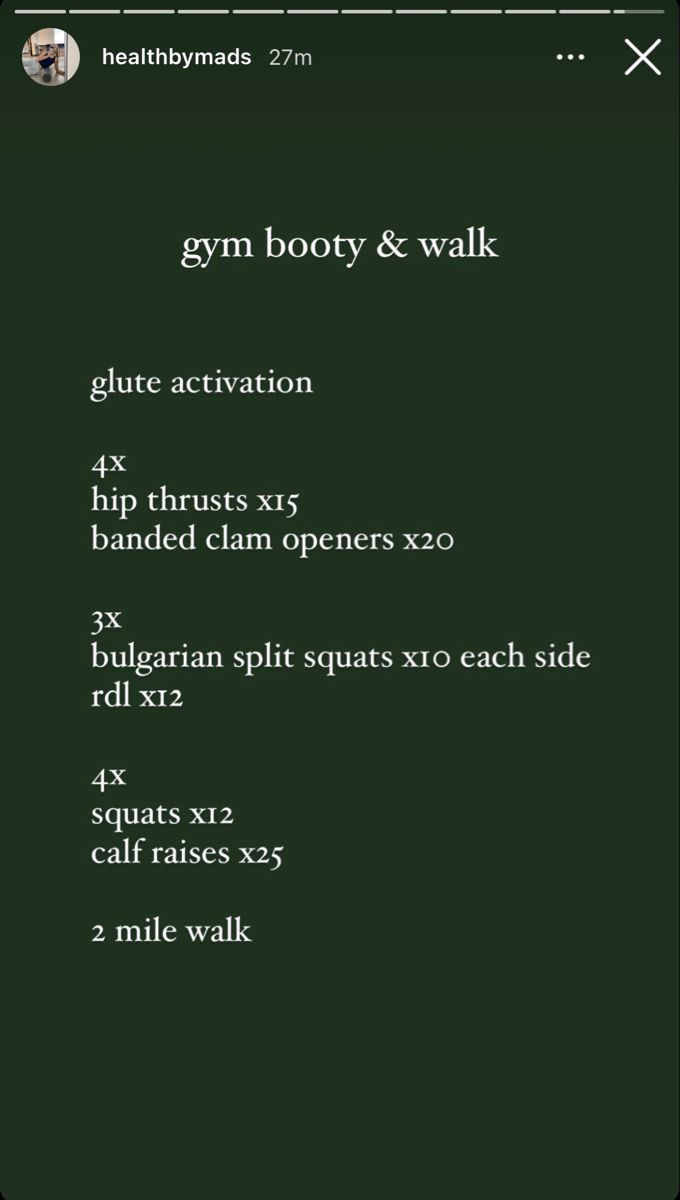 healthbymads 27m
gym booty & walk
glute activation
4x
hip thrusts x15
banded clam openers x20
3x
bulgarian split squats x10 each side
rdl x12
4x
squats x12
calf raises x25
2 mile walk